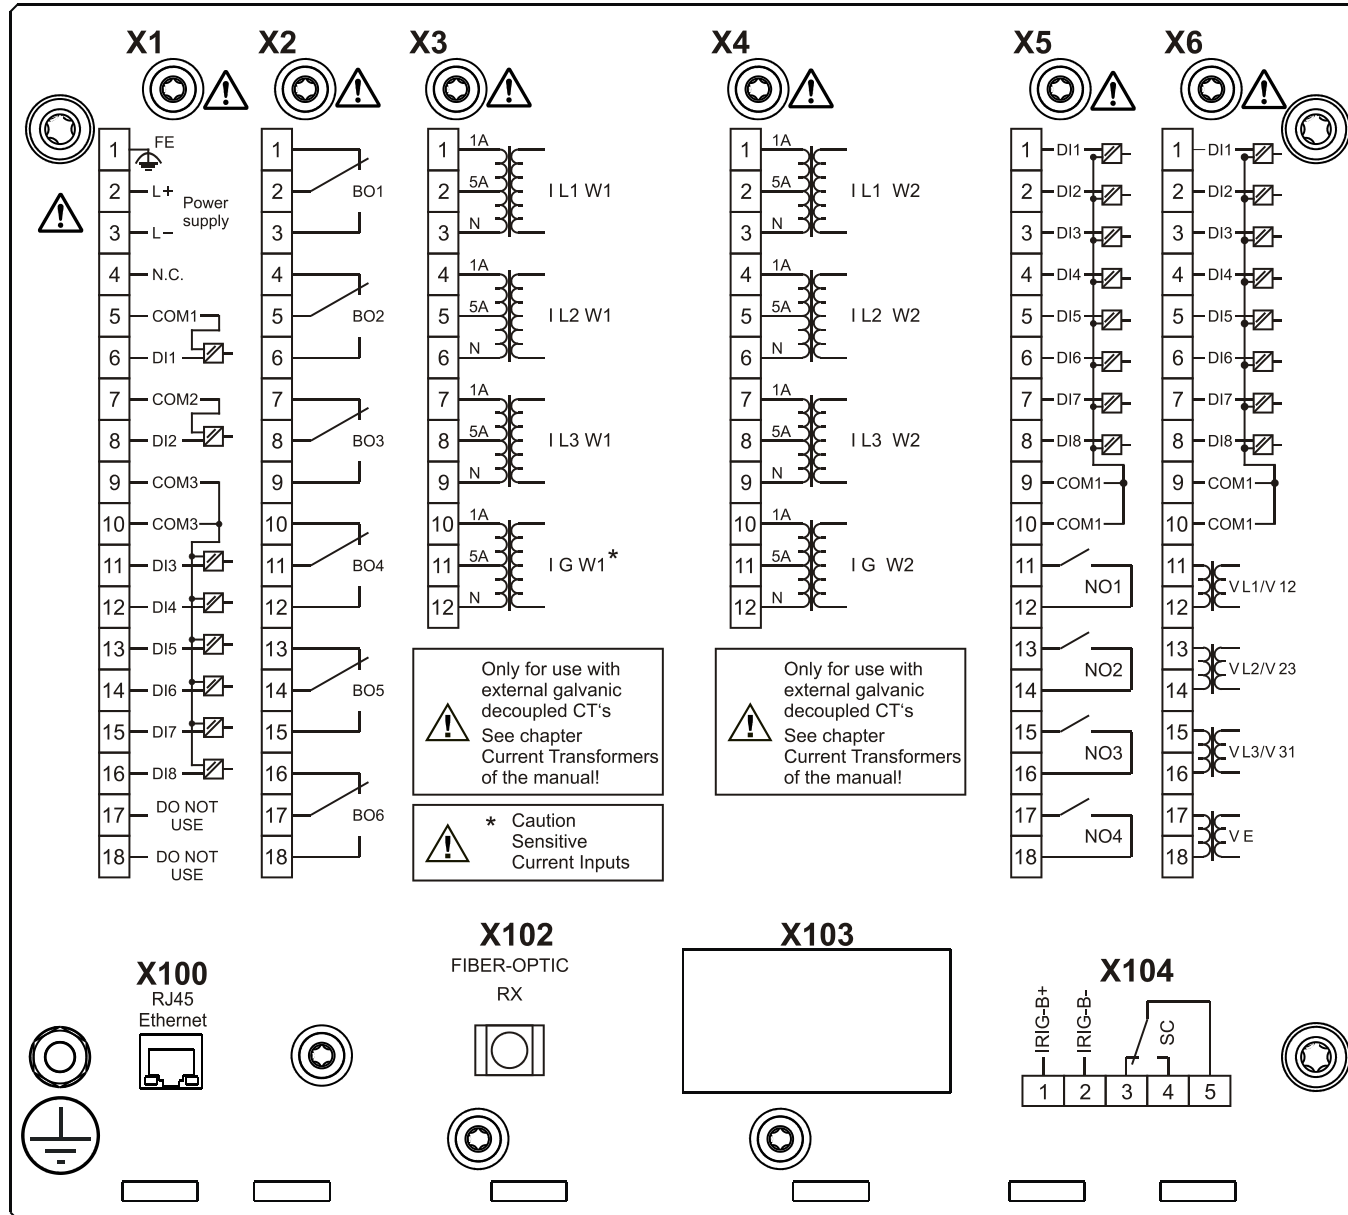 X1 X2 X3 X4 X5 X6
1 FE
2 L+
Power
supply
3 L−
4 N.C.
5 COM1
6 DI1
7 COM2
8 DI2
9 COM3
10 COM3
11 DI3
12 DI4
13 DI5
14 DI6
15 DI7
16 DI8
17 DO NOT
USE
18 DO NOT
USE
1
2 BO1
3
4
5 BO2
6
7
8 BO3
9
10
11 BO4
12
13
14 BO5
15
16
17 BO6
18
1 1A
2 5A I L1 W1
3 N
4 1A
5 5A I L2 W1
6 N
7 1A
8 5A I L3 W1
9 N
10 1A
11 5A I G W1*
12 N
Only for use with
external galvanic
decoupled CT's
See chapter
Current Transformers
of the manual!
* Caution
Sensitive
Current Inputs
1 1A
2 5A I L1 W2
3 N
4 1A
5 5A I L2 W2
6 N
7 1A
8 5A I L3 W2
9 N
10 1A
11 5A I G W2
12 N
Only for use with
external galvanic
decoupled CT's
See chapter
Current Transformers
of the manual!
1 DI1
2 DI2
3 DI3
4 DI4
5 DI5
6 DI6
7 DI7
8 DI8
9 COM1
10 COM1
11
NO1
12
13
NO2
14
15
NO3
16
17
NO4
18
1 DI1
2 DI2
3 DI3
4 DI4
5 DI5
6 DI6
7 DI7
8 DI8
9 COM1
10 COM1
11
V L1/V 12
12
13
V L2/V 23
14
15
V L3/V 31
16
17
V E
18
X100
RJ45
Ethernet
X102
FIBER-OPTIC
RX
X103
X104
IRIG-B+
IRIG-B-
SC
1 2 3 4 5